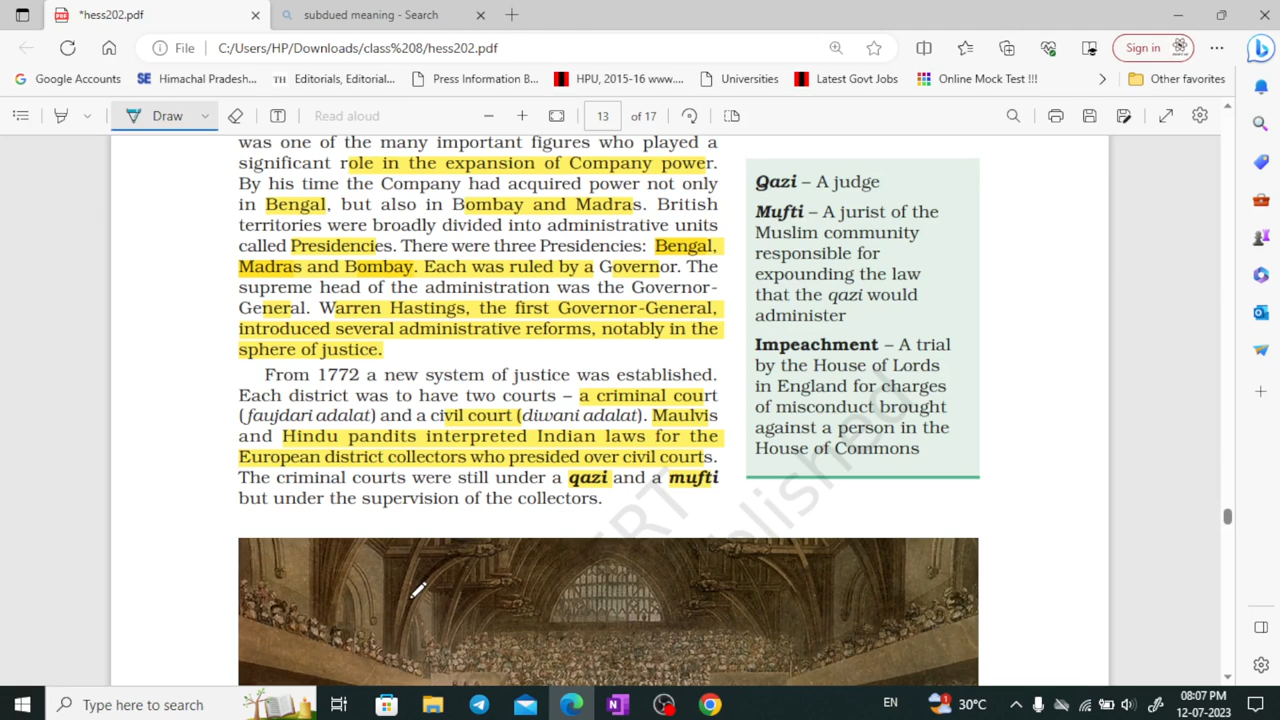 *hess202.pdf
subdued meaning - Search
File
C:/Users/HP/Downloads/class%208/hess202.pdf
Sign in
Google Accounts
SE Himachal Pradesh...
TH Editorials, Editorial...
Press Information B...
HPU, 2015-16 www....
Universities
Latest Govt Jobs
Online Mock Test !!!
Other favorites
Draw
Read aloud
13 of 17
was one of the many important figures who played a
significant role in the expansion of Company power.
By his time the Company had acquired power not only
in Bengal, but also in Bombay and Madras. British
territories were broadly divided into administrative units
called Presidencies. There were three Presidencies: Bengal,
Madras and Bombay. Each was ruled by a Governor. The
supreme head of the administration was the Governor-
General. Warren Hastings, the first Governor-General,
introduced several administrative reforms, notably in the
sphere of justice.
From 1772 a new system of justice was established.
Each district was to have two courts – a criminal court
(faujdari adalat) and a civil court (diwani adalat). Maulvis
and Hindu pandits interpreted Indian laws for the
European district collectors who presided over civil courts.
The criminal courts were still under a qazi and a mufti
but under the supervision of the collectors.
Qazi – A judge
Mufti – A jurist of the
Muslim community
responsible for
expounding the law
that the qazi would
administer
Impeachment – A trial
by the House of Lords
in England for charges
of misconduct brought
against a person in the
House of Commons
Type here to search
30°C
EN
08:07 PM
12-07-2023